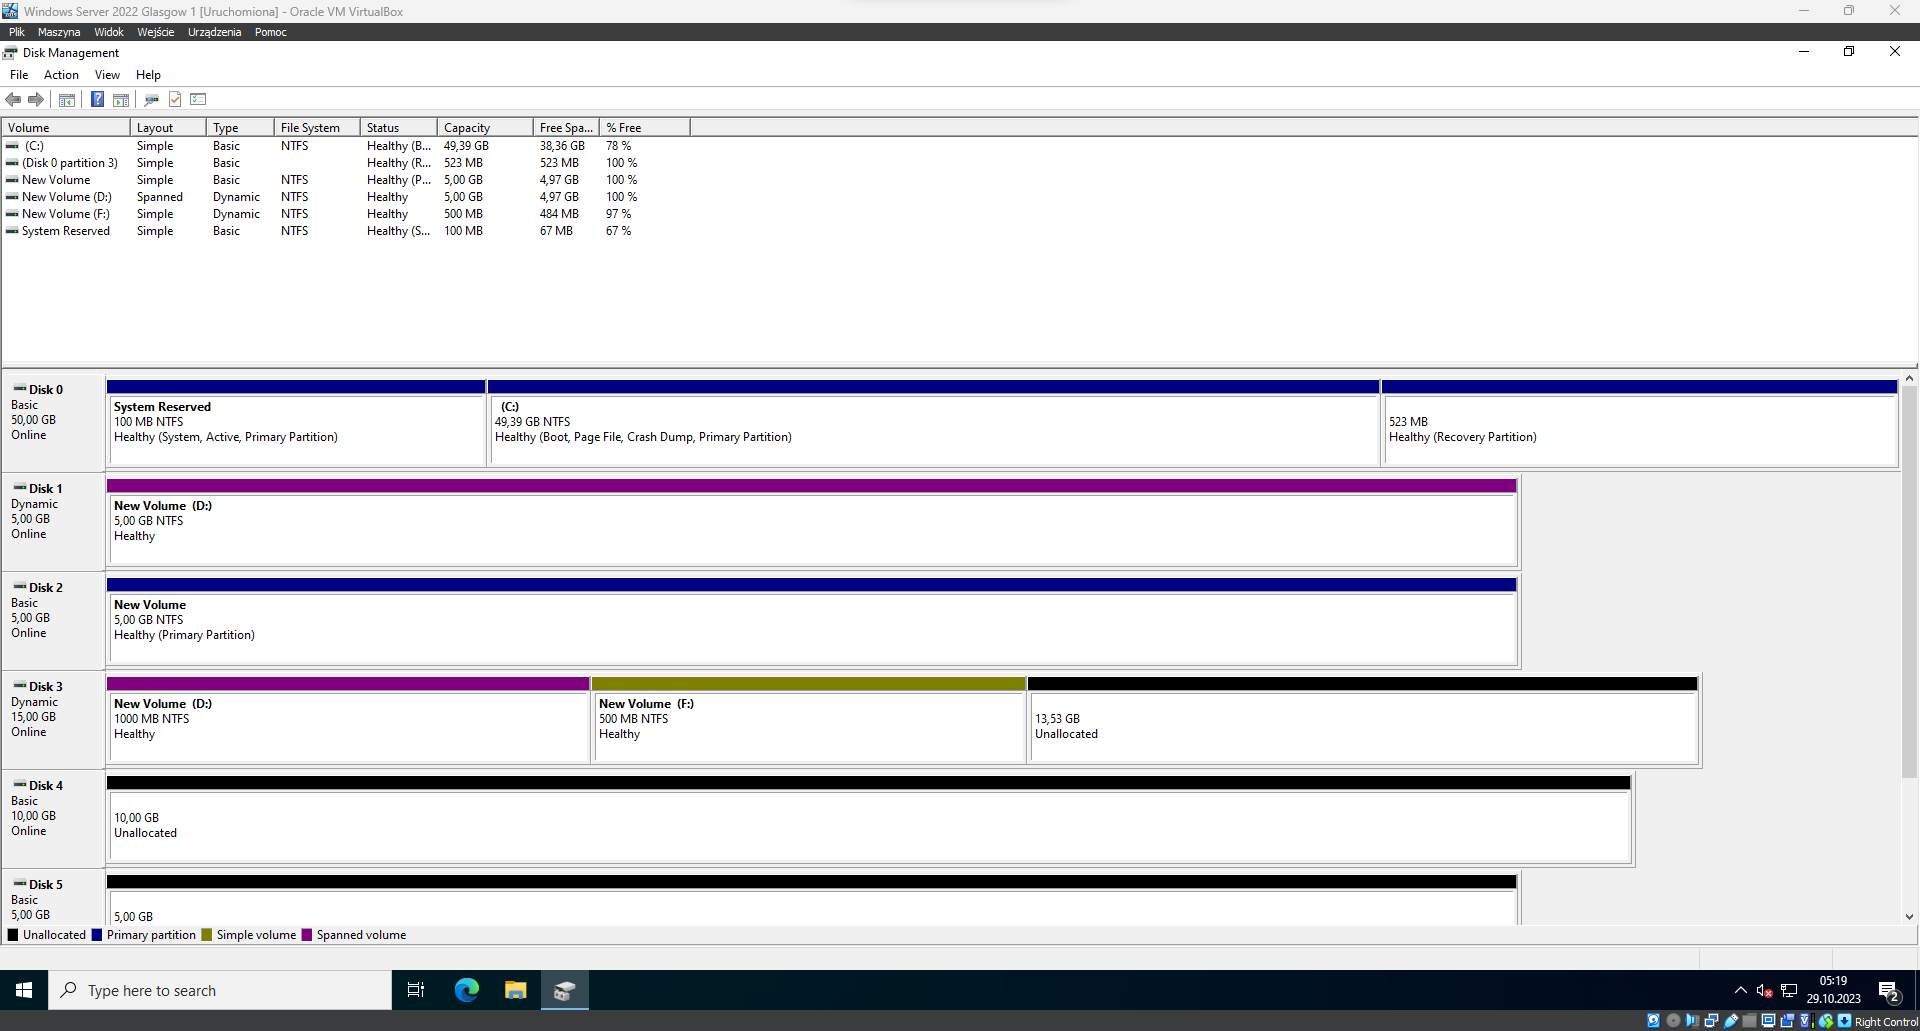 Windows Server 2022 Glasgow 1 [Uruchomiona] - Oracle VM VirtualBox
Plik Maszyna Widok Wejście Urządzenia Pomoc
Disk Management
File Action View Help
Volume Layout Type File System Status Capacity Free Spa... % Free
(C:) Simple Basic NTFS Healthy (B... 49,39 GB 38,36 GB 78 %
(Disk 0 partition 3) Simple Basic Healthy (R... 523 MB 523 MB 100 %
New Volume Simple Basic NTFS Healthy (P... 5,00 GB 4,97 GB 100 %
New Volume (D:) Spanned Dynamic NTFS Healthy 5,00 GB 4,97 GB 100 %
New Volume (F:) Simple Dynamic NTFS Healthy 500 MB 484 MB 97 %
System Reserved Simple Basic NTFS Healthy (S... 100 MB 67 MB 67 %
Disk 0
Basic
50,00 GB
Online
System Reserved
100 MB NTFS
Healthy (System, Active, Primary Partition)
(C:)
49,39 GB NTFS
Healthy (Boot, Page File, Crash Dump, Primary Partition)
523 MB
Healthy (Recovery Partition)
Disk 1
Dynamic
5,00 GB
Online
New Volume (D:)
5,00 GB NTFS
Healthy
Disk 2
Basic
5,00 GB
Online
New Volume
5,00 GB NTFS
Healthy (Primary Partition)
Disk 3
Dynamic
15,00 GB
Online
New Volume (D:)
1000 MB NTFS
Healthy
New Volume (F:)
500 MB NTFS
Healthy
13,53 GB
Unallocated
Disk 4
Basic
10,00 GB
Online
10,00 GB
Unallocated
Disk 5
Basic
5,00 GB
5,00 GB
Unallocated Primary partition Simple volume Spanned volume
Type here to search
05:19
29.10.2023
2
Right Control